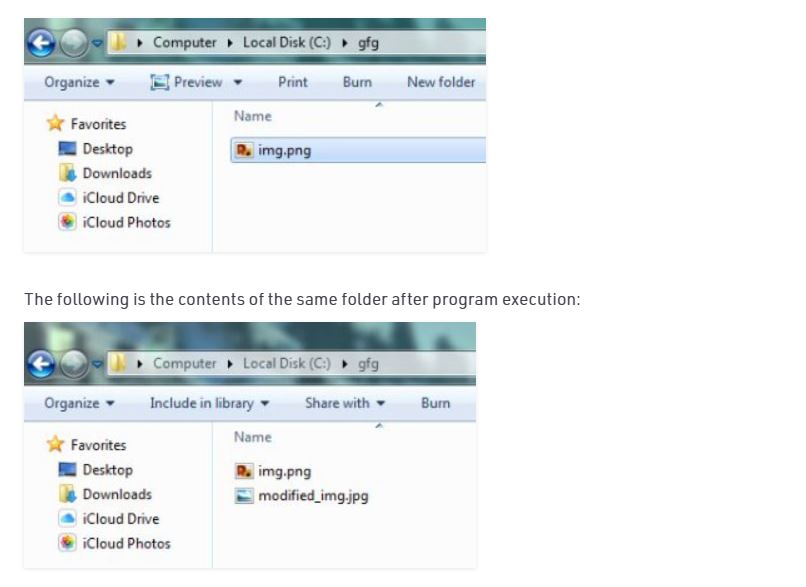 Computer Local Disk (C:) gfg
Organize Preview Print Burn New folder
Favorites
Desktop
Downloads
iCloud Drive
iCloud Photos
Name
img.png
The following is the contents of the same folder after program execution:
Computer Local Disk (C:) gfg
Organize Include in library Share with Burn
Favorites
Desktop
Downloads
iCloud Drive
iCloud Photos
Name
img.png
modified_img.jpg